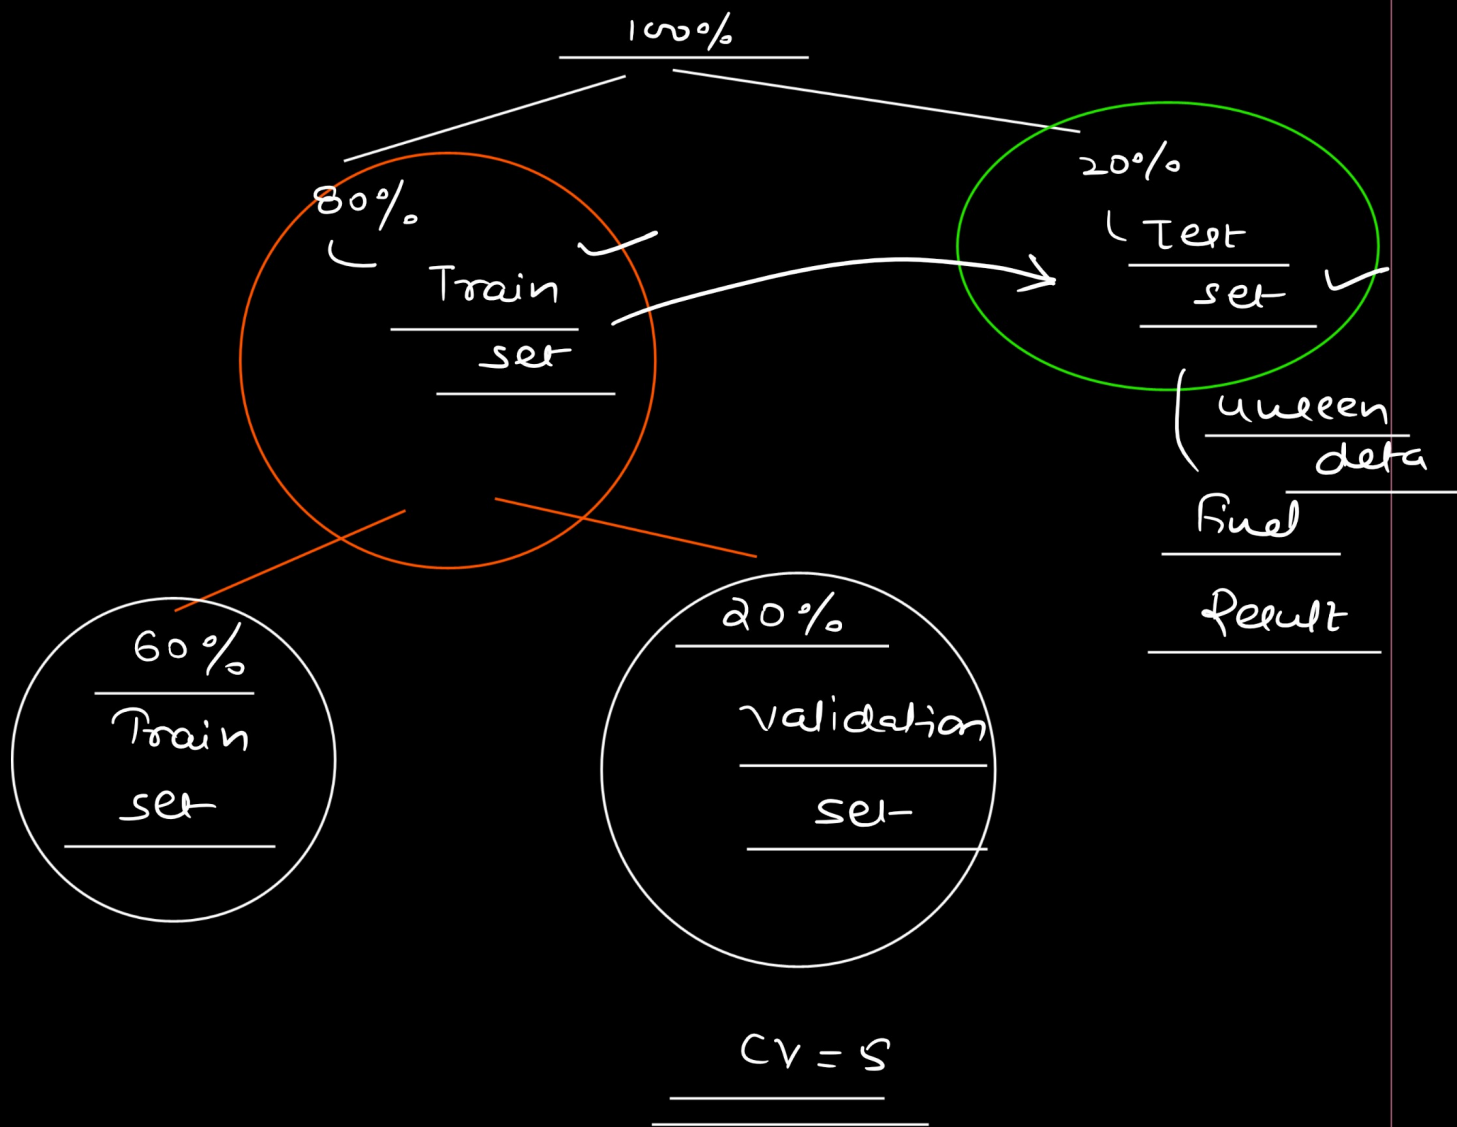 100%
80%
Train
set
20%
Test
set
unseen
data
Final
Result
60%
Train
set
20%
validation
set
CV = 5